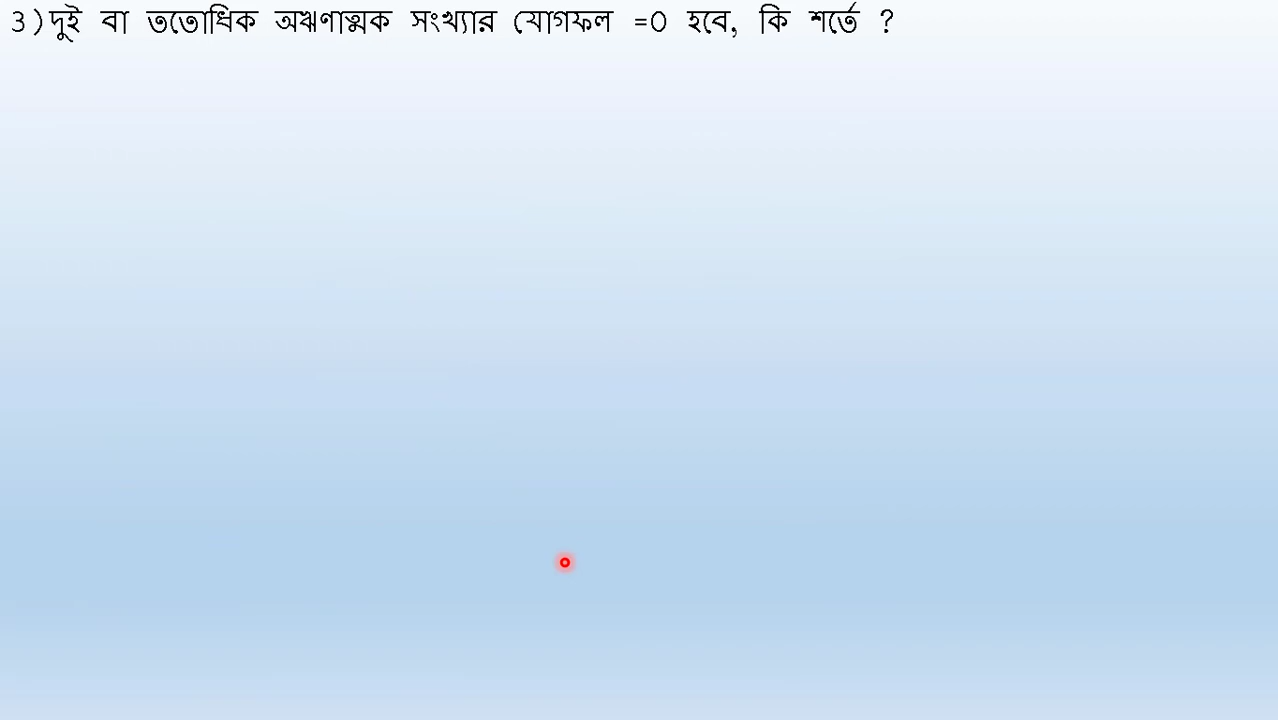 3)দুই বা ততোধিক অঋণাত্মক সংখ্যার যোগফল =0 হবে, কি শর্তে ?